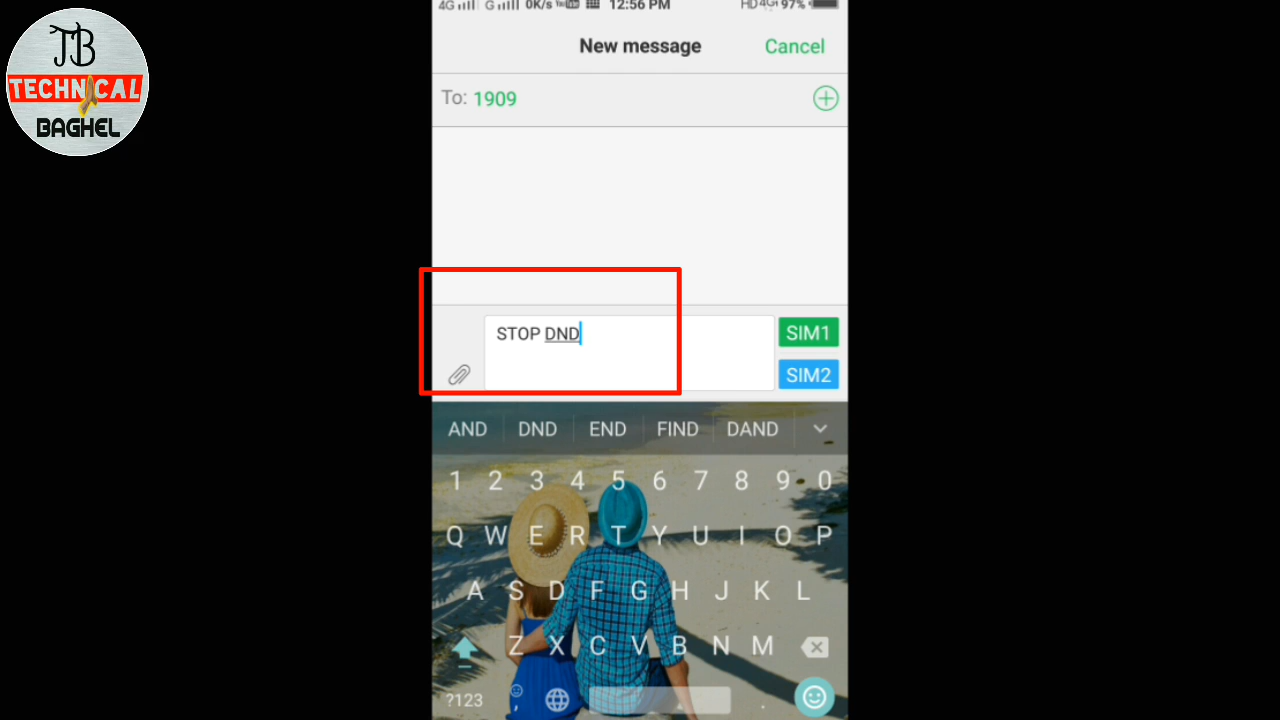 JB
TECHNICAL
BAGHEL
4G G 0K/s 12:56 PM HD 4G+ 97%
New message Cancel
To: 1909
STOP DND
SIM1
SIM2
AND DND END FIND DAND
1 2 3 4 5 6 7 8 9 0
Q W E R T Y U I O P
A S D F G H J K L
Z X C V B N M
?123 , .